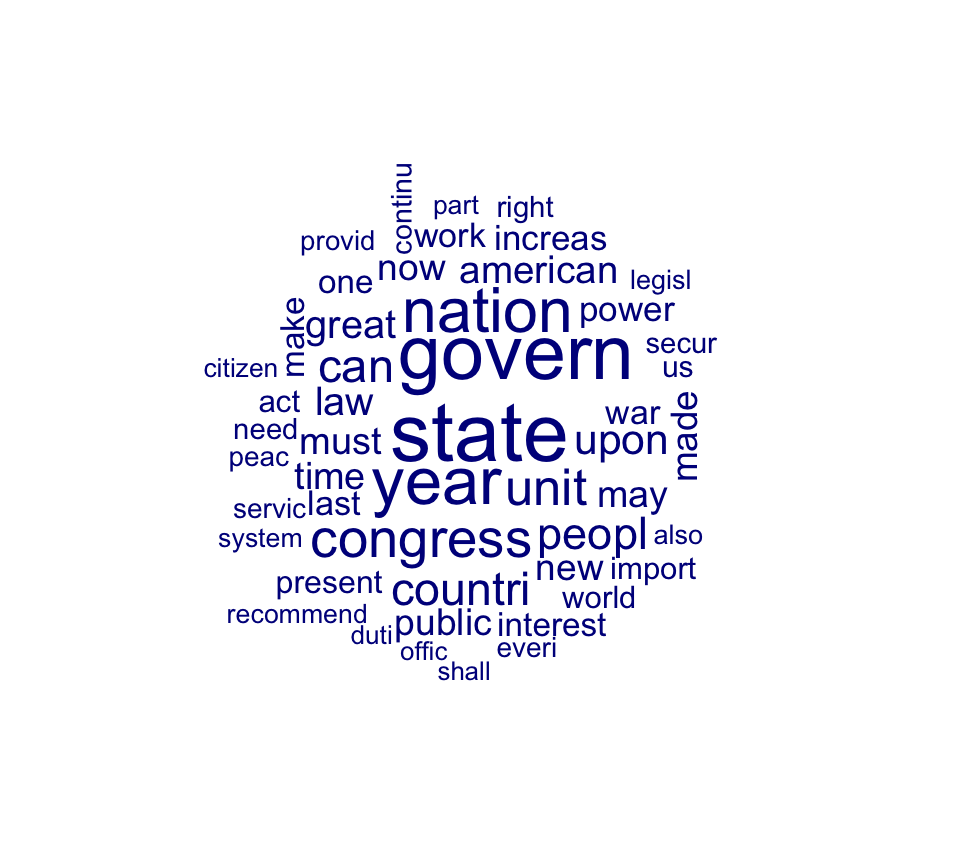 continu
part right
provid work increas
one now american legisl
make great nation power
citizen can govern secur
us
act law war made
need must state upon
peac
time year unit may
servic last
system congress peopl also
present countri new import
recommend world
duti public interest
offic everi
shall